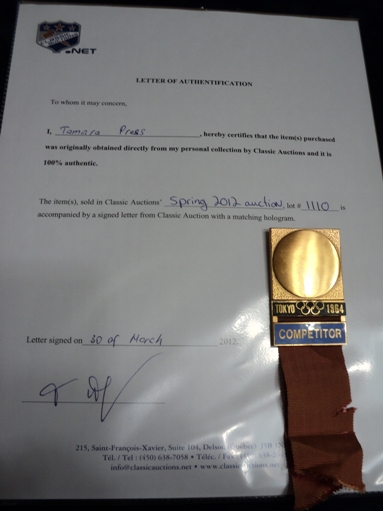 .NET
LETTER OF AUTHENTIFICATION
To whom it may concern,
I, Tamara Press, hereby certifies that the item(s) purchased
was originally obtained directly from my personal collection by Classic Auctions and it is
100% authentic.
The item(s), sold in Classic Auctions' Spring 2012 auction, lot # 1110 is
accompanied by a signed letter from Classic Auction with a matching hologram.
TOKYO 1964
COMPETITOR
Letter signed on 30 of March 2012.
215, Saint-François-Xavier, Suite 104, Delson
Tél. / Tel : (450) 638-7058 • Téléc. /
info@classicauctions.net • www.classic